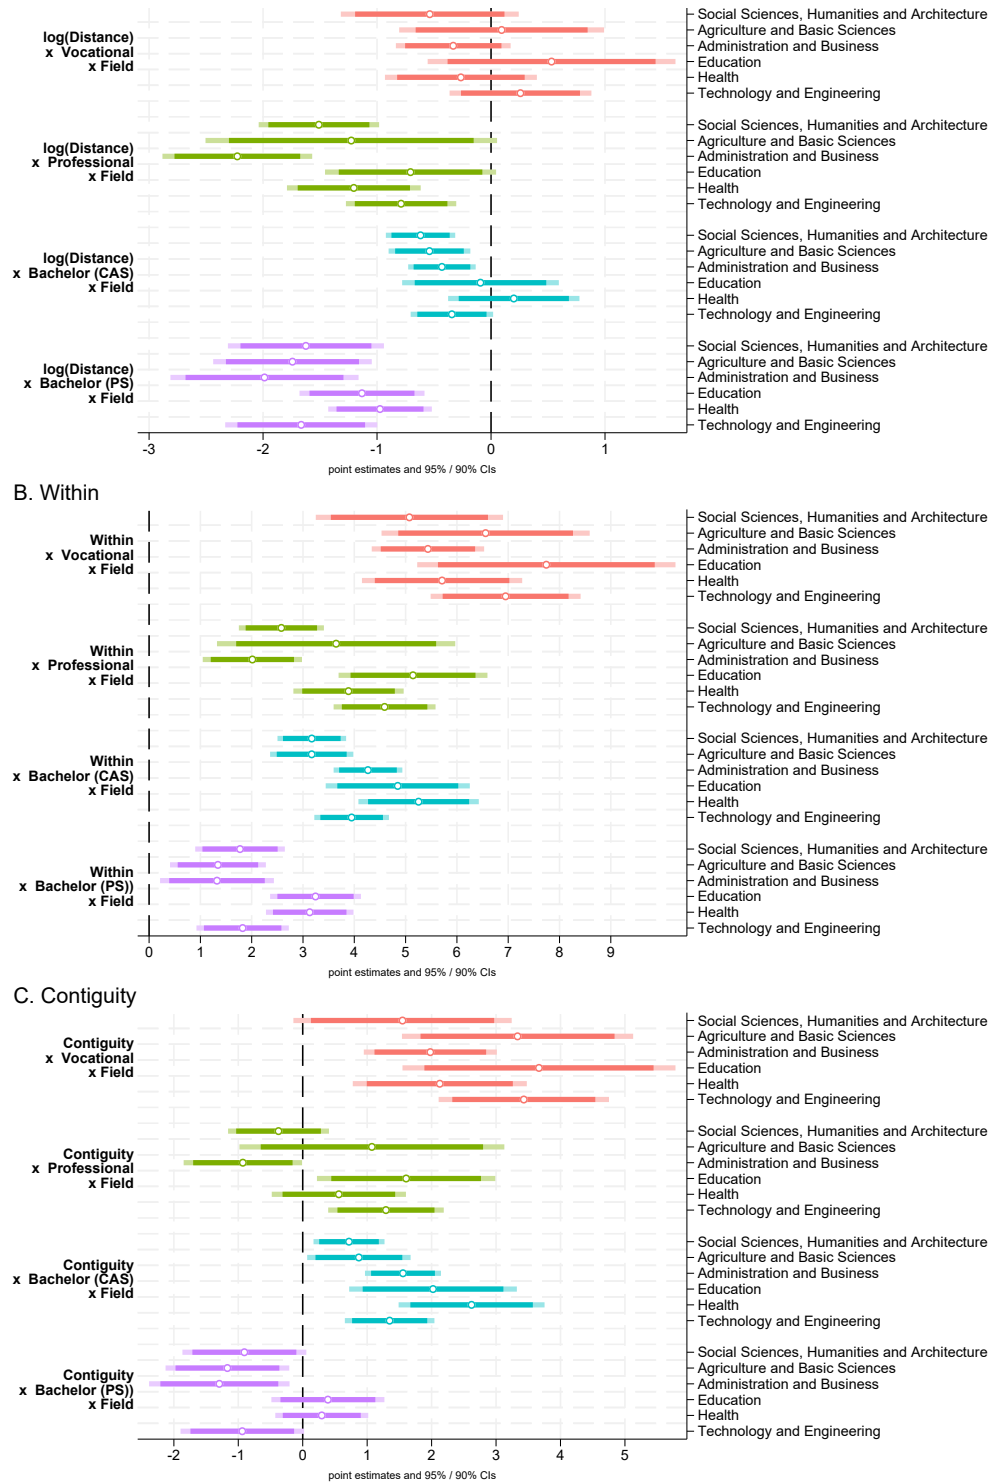 log(Distance)
x  Vocational
x Field
Social Sciences, Humanities and Architecture
Agriculture and Basic Sciences
Administration and Business
Education
Health
Technology and Engineering
log(Distance)
x  Professional
x Field
Social Sciences, Humanities and Architecture
Agriculture and Basic Sciences
Administration and Business
Education
Health
Technology and Engineering
log(Distance)
x  Bachelor (CAS)
x Field
Social Sciences, Humanities and Architecture
Agriculture and Basic Sciences
Administration and Business
Education
Health
Technology and Engineering
log(Distance)
x  Bachelor (PS)
x Field
Social Sciences, Humanities and Architecture
Agriculture and Basic Sciences
Administration and Business
Education
Health
Technology and Engineering
-3 -2 -1 0 1
point estimates and 95% / 90% CIs
B. Within
Within
x  Vocational
x Field
Social Sciences, Humanities and Architecture
Agriculture and Basic Sciences
Administration and Business
Education
Health
Technology and Engineering
Within
x  Professional
x Field
Social Sciences, Humanities and Architecture
Agriculture and Basic Sciences
Administration and Business
Education
Health
Technology and Engineering
Within
x  Bachelor (CAS)
x Field
Social Sciences, Humanities and Architecture
Agriculture and Basic Sciences
Administration and Business
Education
Health
Technology and Engineering
Within
x  Bachelor (PS))
x Field
Social Sciences, Humanities and Architecture
Agriculture and Basic Sciences
Administration and Business
Education
Health
Technology and Engineering
0 1 2 3 4 5 6 7 8 9
point estimates and 95% / 90% CIs
C. Contiguity
Contiguity
x  Vocational
x Field
Social Sciences, Humanities and Architecture
Agriculture and Basic Sciences
Administration and Business
Education
Health
Technology and Engineering
Contiguity
x  Professional
x Field
Social Sciences, Humanities and Architecture
Agriculture and Basic Sciences
Administration and Business
Education
Health
Technology and Engineering
Contiguity
x  Bachelor (CAS)
x Field
Social Sciences, Humanities and Architecture
Agriculture and Basic Sciences
Administration and Business
Education
Health
Technology and Engineering
Contiguity
x  Bachelor (PS))
x Field
Social Sciences, Humanities and Architecture
Agriculture and Basic Sciences
Administration and Business
Education
Health
Technology and Engineering
-2 -1 0 1 2 3 4 5
point estimates and 95% / 90% CIs